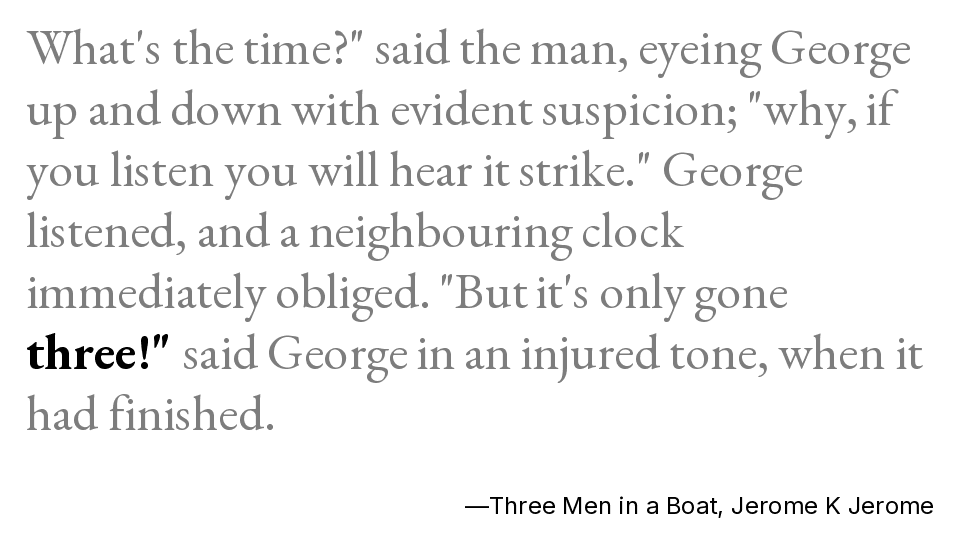 What's the time?" said the man, eyeing George
up and down with evident suspicion; "why, if
you listen you will hear it strike." George
listened, and a neighbouring clock
immediately obliged. "But it's only gone
three!" said George in an injured tone, when it
had finished.
—Three Men in a Boat, Jerome K Jerome